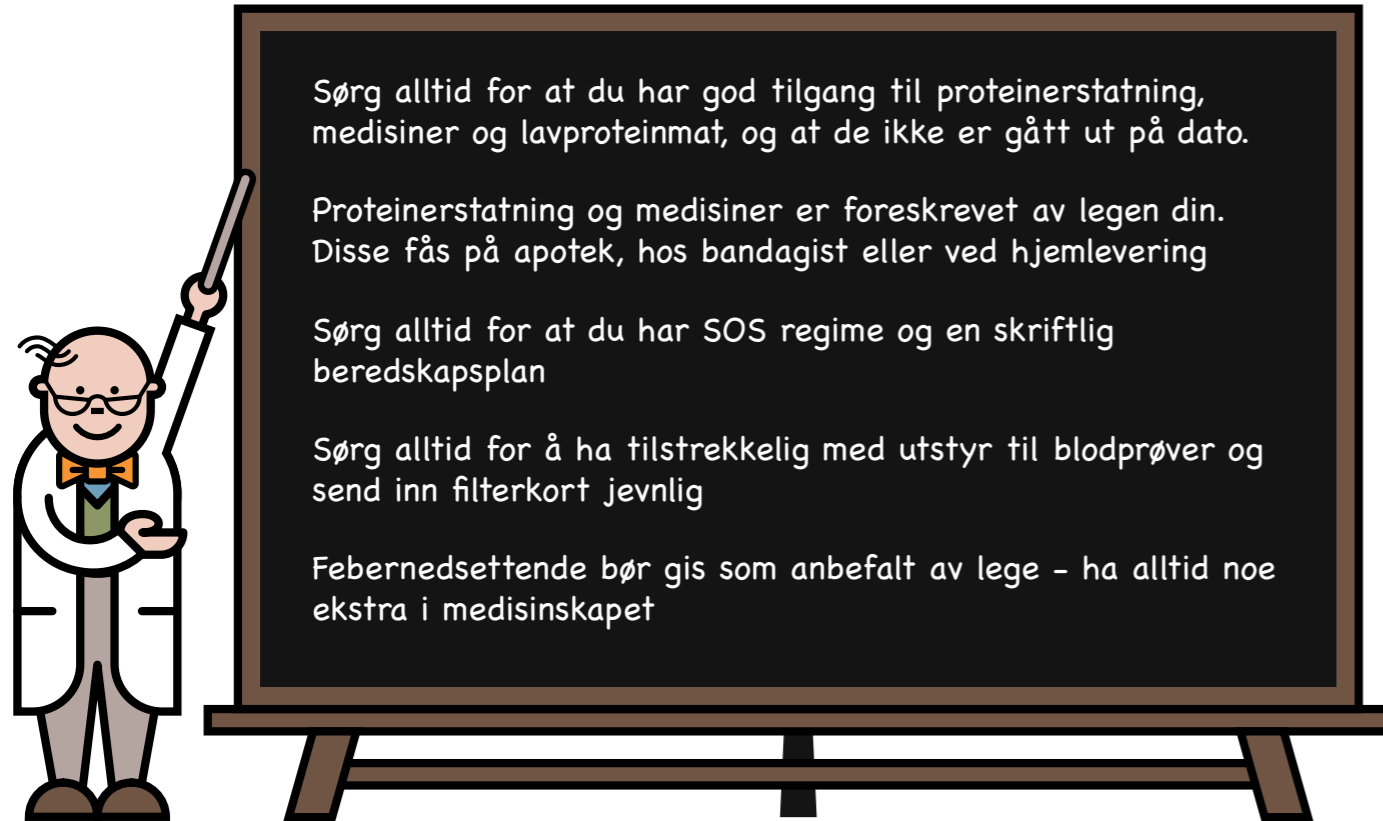 Sørg alltid for at du har god tilgang til proteinerstatning,
medisiner og lavproteinmat, og at de ikke er gått ut på dato.
Proteinerstatning og medisiner er foreskrevet av legen din.
Disse fås på apotek, hos bandagist eller ved hjemlevering
Sørg alltid for at du har SOS regime og en skriftlig
beredskapsplan
Sørg alltid for å ha tilstrekkelig med utstyr til blodprøver og
send inn filterkort jevnlig
Febernedsettende bør gis som anbefalt av lege – ha alltid noe
ekstra i medisinskapet